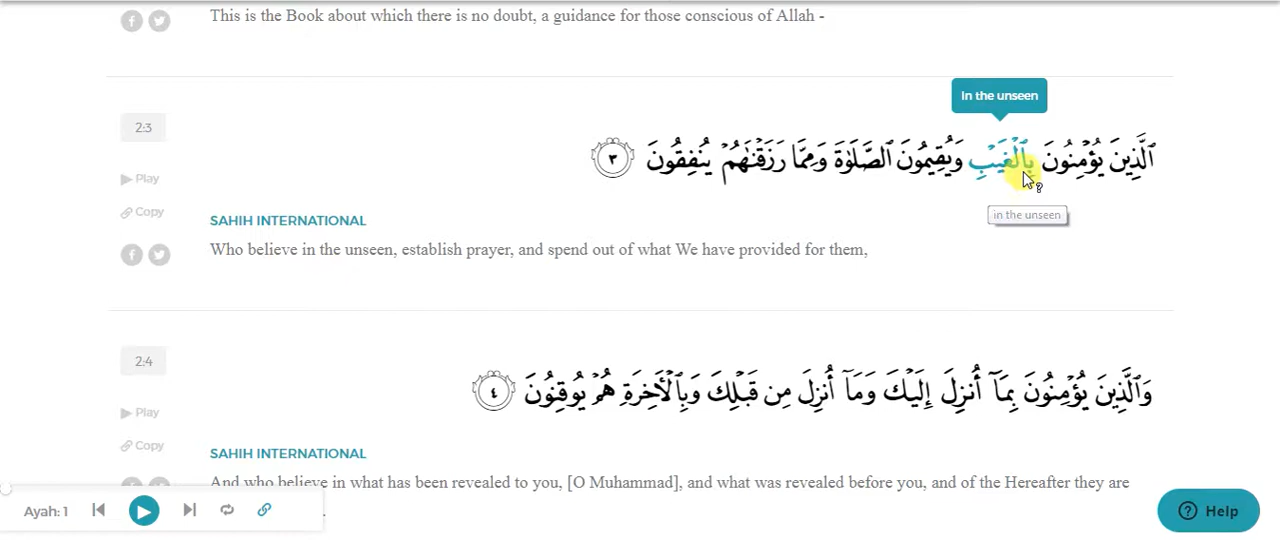 This is the Book about which there is no doubt, a guidance for those conscious of Allah -
In the unseen
2:3
ٱلَّذِينَ يُؤْمِنُونَ بِٱلْغَيْبِ وَيُقِيمُونَ ٱلصَّلَوٰةَ وَمِمَّا رَزَقْنَـٰهُمْ يُنفِقُونَ ٣
Play
Copy
in the unseen
SAHIH INTERNATIONAL
Who believe in the unseen, establish prayer, and spend out of what We have provided for them,
2:4
وَٱلَّذِينَ يُؤْمِنُونَ بِمَآ أُنزِلَ إِلَيْكَ وَمَآ أُنزِلَ مِن قَبْلِكَ وَبِٱلْـَٔاخِرَةِ هُمْ يُوقِنُونَ ٤
Play
Copy
SAHIH INTERNATIONAL
And who believe in what has been revealed to you, [O Muhammad], and what was revealed before you, and of the Hereafter they are
Ayah: 1
Help